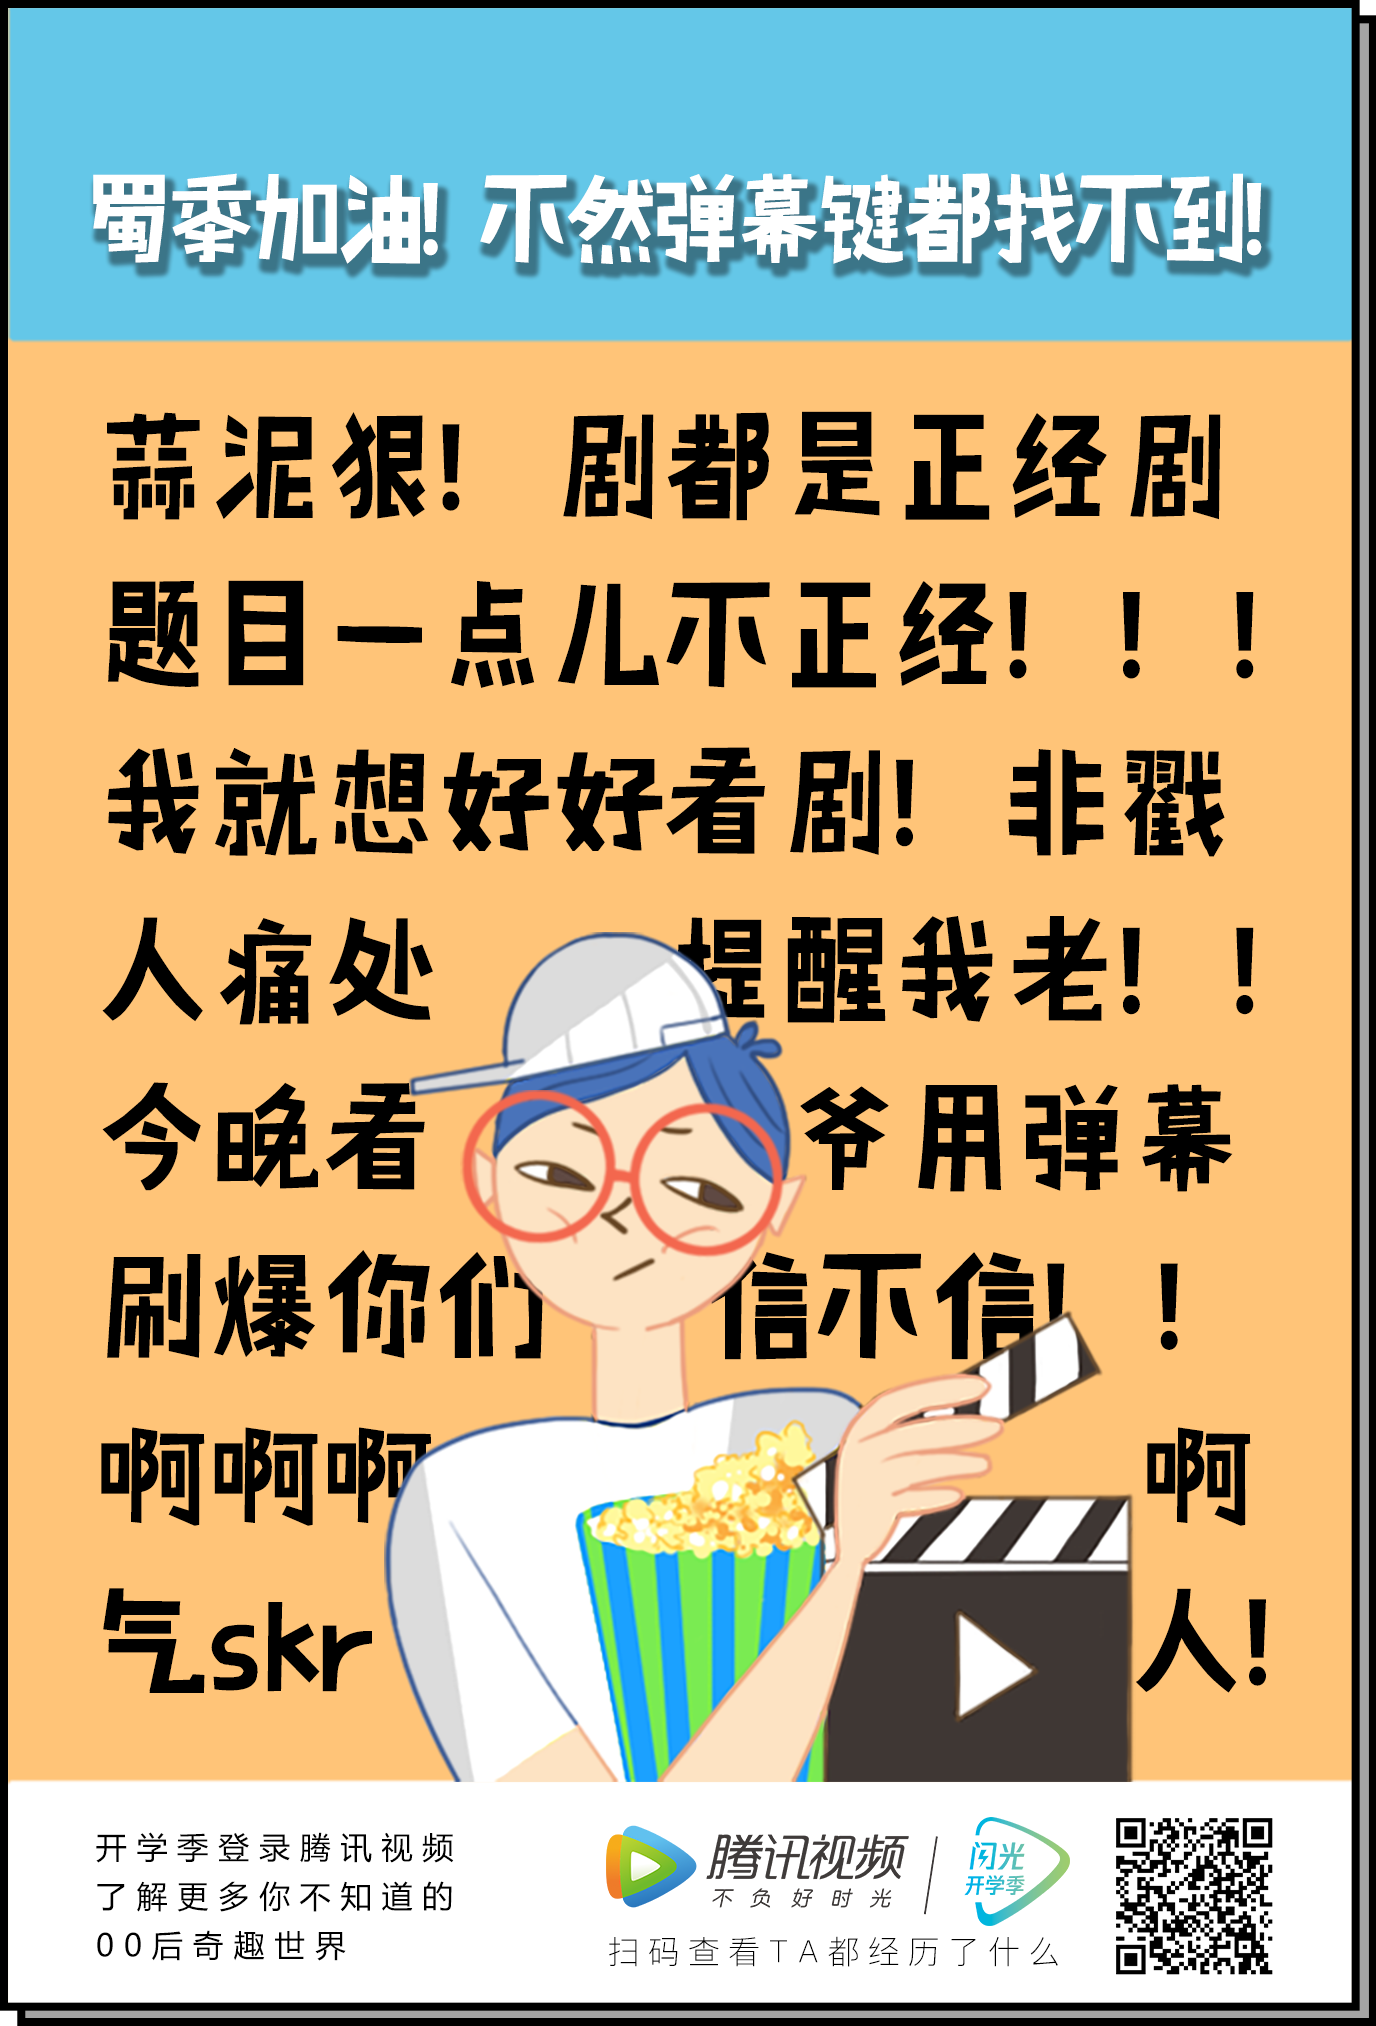 蜀黍加油! 不然弹幕键都找不到!
蒜泥狠! 剧都是正经剧
题目一点儿不正经! ! !
我就想好好看剧! 非戳
人痛处 提醒我老! !
今晚看 爷用弹幕
刷爆你们 信不信! !
啊啊啊 啊
气skr 人!
开学季登录腾讯视频
了解更多你不知道的
00后奇趣世界
腾讯视频
不负好时光
闪光
开学季
扫码查看TA都经历了什么